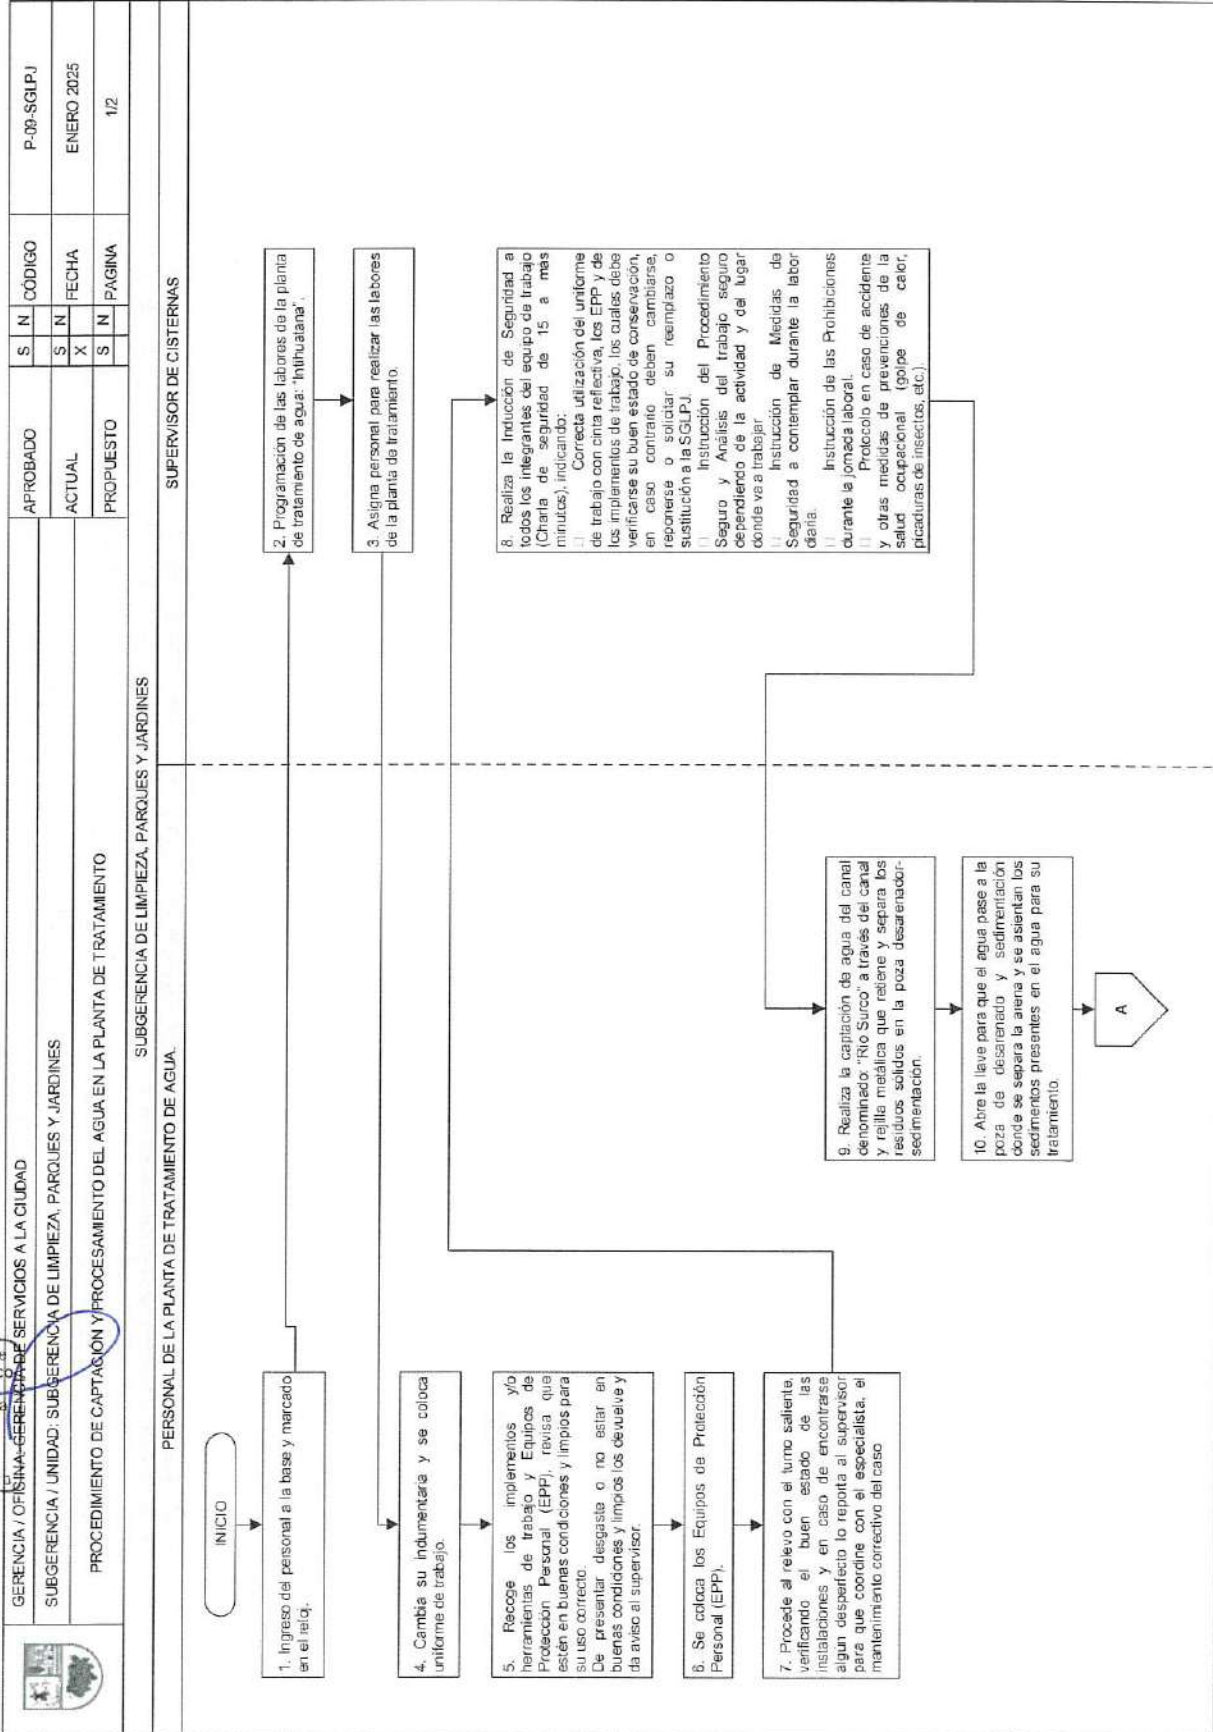 GERENCIA / OFISINA: GERENCIA DE SERVICIOS A LA CIUDAD
APROBADO
S N
CÓDIGO
P-09-SGLPJ
SUBGERENCIA / UNIDAD: SUBGERENCIA DE LIMPIEZA, PARQUES Y JARDINES
ACTUAL
S N
X
FECHA
ENERO 2025
PROCEDIMIENTO DE CAPTACIÓN Y PROCESAMIENTO DEL AGUA EN LA PLANTA DE TRATAMIENTO
PROPUESTO
S N
PAGINA
1/2
SUBGERENCIA DE LIMPIEZA, PARQUES Y JARDINES
PERSONAL DE LA PLANTA DE TRATAMIENTO DE AGUA.
SUPERVISOR DE CISTERNAS
INICIO
1. Ingreso del personal a la base y marcado
en el reloj.
2. Programación de las labores de la planta
de tratamiento de agua: "Intihuatana".
3. Asigna personal para realizar las labores
de la planta de tratamiento.
4. Cambia su indumentaria y se coloca
uniforme de trabajo.
5. Recoge los implementos y/o
herramientas de trabajo y Equipos de
Protección Personal (EPP), revisa que
estén en buenas condiciones y limpios para
su uso correcto.
De presentar desgaste o no estar en
buenas condiciones y limpios los devuelve y
da aviso al supervisor.
6. Se coloca los Equipos de Protección
Personal (EPP).
7. Procede al relevo con el turno saliente,
verificando el buen estado de las
instalaciones y en caso de encontrarse
algun desperfecto lo reporta al supervisor
para que coordine con el especialista, el
mantenimiento correctivo del caso
8. Realiza la Inducción de Seguridad a
todos los integrantes del equipo de trabajo
(Charla de seguridad de 15 a más
minutos), indicando:
□ Correcta utilización del uniforme
de trabajo con cinta reflectiva, los EPP y de
los implementos de trabajo, los cuales debe
verificarse su buen estado de conservación,
en caso contrario deben cambiarse,
reponerse o solicitar su reemplazo o
sustitución a la SGLPJ.
□ Instrucción del Procedimiento
Seguro y Análisis del trabajo seguro
dependiendo de la actividad y del lugar
donde va a trabajar
□ Instrucción de Medidas de
Seguridad a contemplar durante la labor
diaria.
□ Instrucción de las Prohibiciones
durante la jornada laboral.
□ Protocolo en caso de accidente
y otras medidas de prevenciones de la
salud ocupacional (golpe de calor,
picaduras de insectos, etc.).
9. Realiza la captación de agua del canal
denominado: "Río Surco" a través del canal
y rejilla metálica que retiene y separa los
residuos sólidos en la poza desarenador-
sedimentación.
10. Abre la llave para que el agua pase a la
poza de desarenado y sedimentación
donde se separa la arena y se asientan los
sedimentos presentes en el agua para su
tratamiento.
A